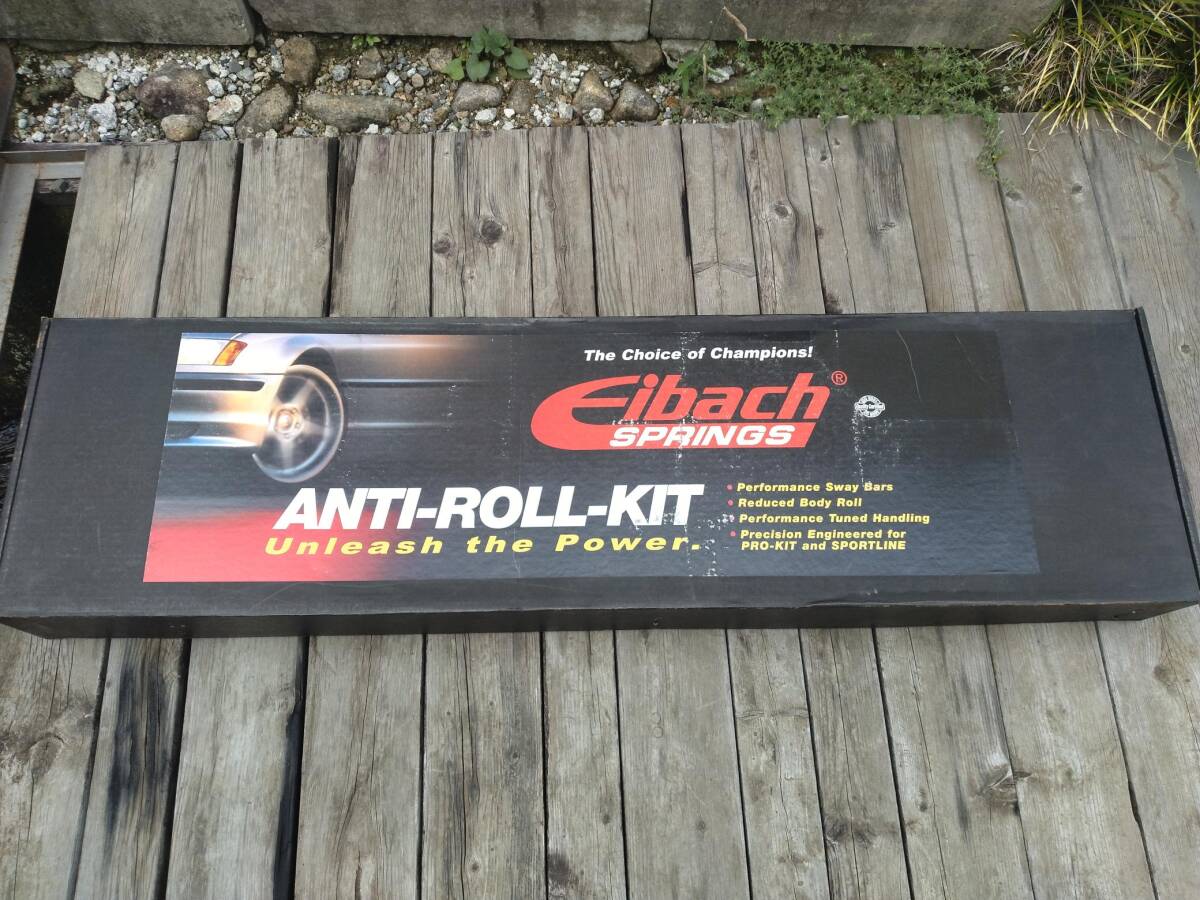 The Choice of Champions!
Eibach®
SPRINGS
ANTI-ROLL-KIT
Unleash the Power.
• Performance Sway Bars
• Reduced Body Roll
• Performance Tuned Handling
• Precision Engineered for
PRO-KIT and SPORTLINE